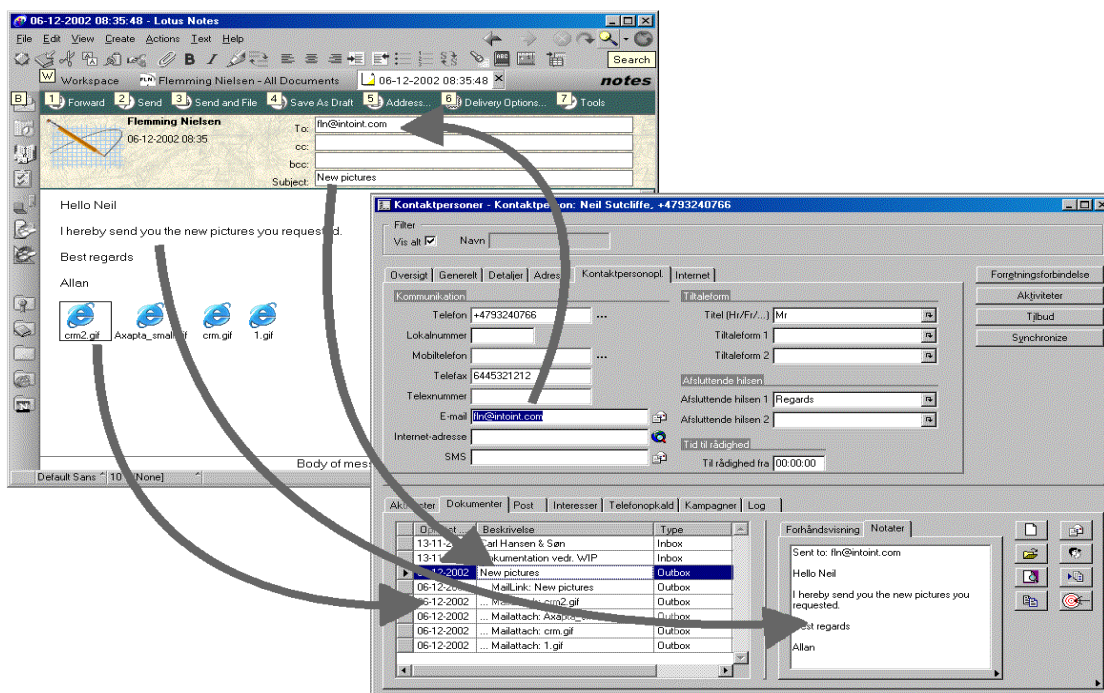 06-12-2002 08:35:48 - Lotus Notes
File Edit View Create Actions Text Help
Search
W Workspace Flemming Nielsen - All Documents 06-12-2002 08:35:48 notes
B 1 Forward 2 Send 3 Send and File 4 Save As Draft 5 Address... 6 Delivery Options... 7 Tools
Flemming Nielsen
06-12-2002 08:35
To: fln@intoint.com
cc:
bcc:
Subject: New pictures
Hello Neil
I hereby send you the new pictures you requested.
Best regards
Allan
crm2.gif Axapta_small.gif crm.gif 1.gif
Body of mess
Default Sans 10 [None]
Kontaktpersoner - Kontaktperson: Neil Sutcliffe, +4793240766
Filter
Vis alt Navn
Oversigt Generelt Detaljer Adresse Kontaktpersonopl. Internet
Kommunikation
Telefon +4793240766 ...
Lokalnummer
Mobiltelefon ...
Telefax 6445321212
Telexnummer
E-mail fln@intoint.com
Internet-adresse
SMS
Tiltaleform
Titel (Hr/Fr/...) Mr
Tiltaleform 1
Tiltaleform 2
Afsluttende hilsen
Afsluttende hilsen 1 Regards
Afsluttende hilsen 2
Tid til rådighed
Til rådighed fra 00:00:00
Forretningsforbindelse
Aktiviteter
Tilbud
Synchronize
Dokumenter Post Interesser Telefonopkald Kampagner Log
Beskrivelse Type
Carl Hansen & Søn Inbox
vedr. WIP Inbox
New pictures Outbox
06-12-2002 ... MailLink: New pictures Outbox
06-12-2002 crm2.gif Outbox
06-12-2002 ... Mailattach: Outbox
06-12-2002 ... Mailattach: crm.gif Outbox
06-12-2002 ... Mailattach: 1.gif Outbox
Forhåndsvisning Notater
Sent to: fln@intoint.com
Hello Neil
I hereby send you the new pictures you
requested.
Best regards
Allan